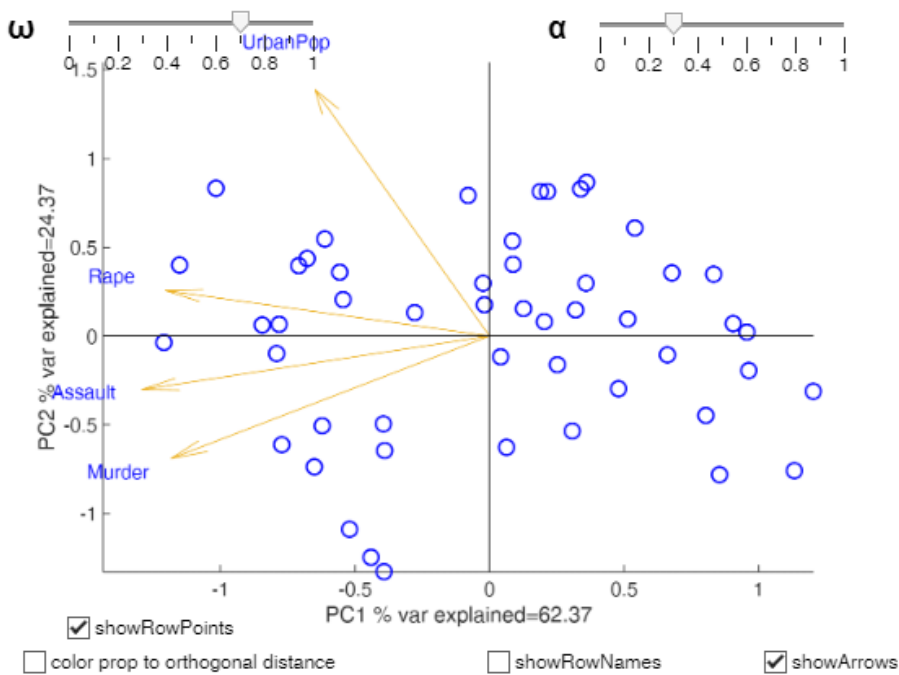 ω
α
UrbanPop
0 0.2 0.4 0.6 0.8 1
0 0.2 0.4 0.6 0.8 1
1.5
1
0.5
0
-0.5
-1
PC2 % var explained=24.37
Rape
Assault
Murder
-1 -0.5 0 0.5 1
PC1 % var explained=62.37
showRowPoints
color prop to orthogonal distance
showRowNames
showArrows